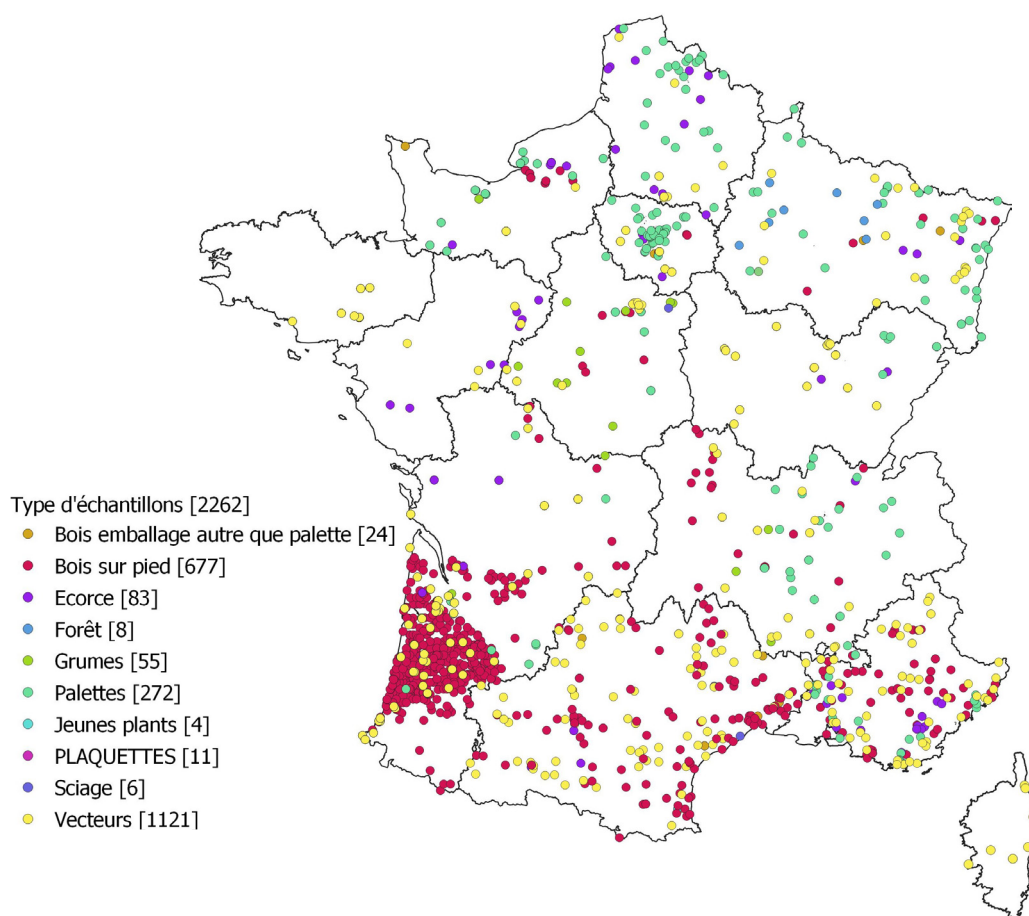 Type d'échantillons [2262]
Bois emballage autre que palette [24]
Bois sur pied [677]
Ecorce [83]
Forêt [8]
Grumes [55]
Palettes [272]
Jeunes plants [4]
PLAQUETTES [11]
Sciage [6]
Vecteurs [1121]